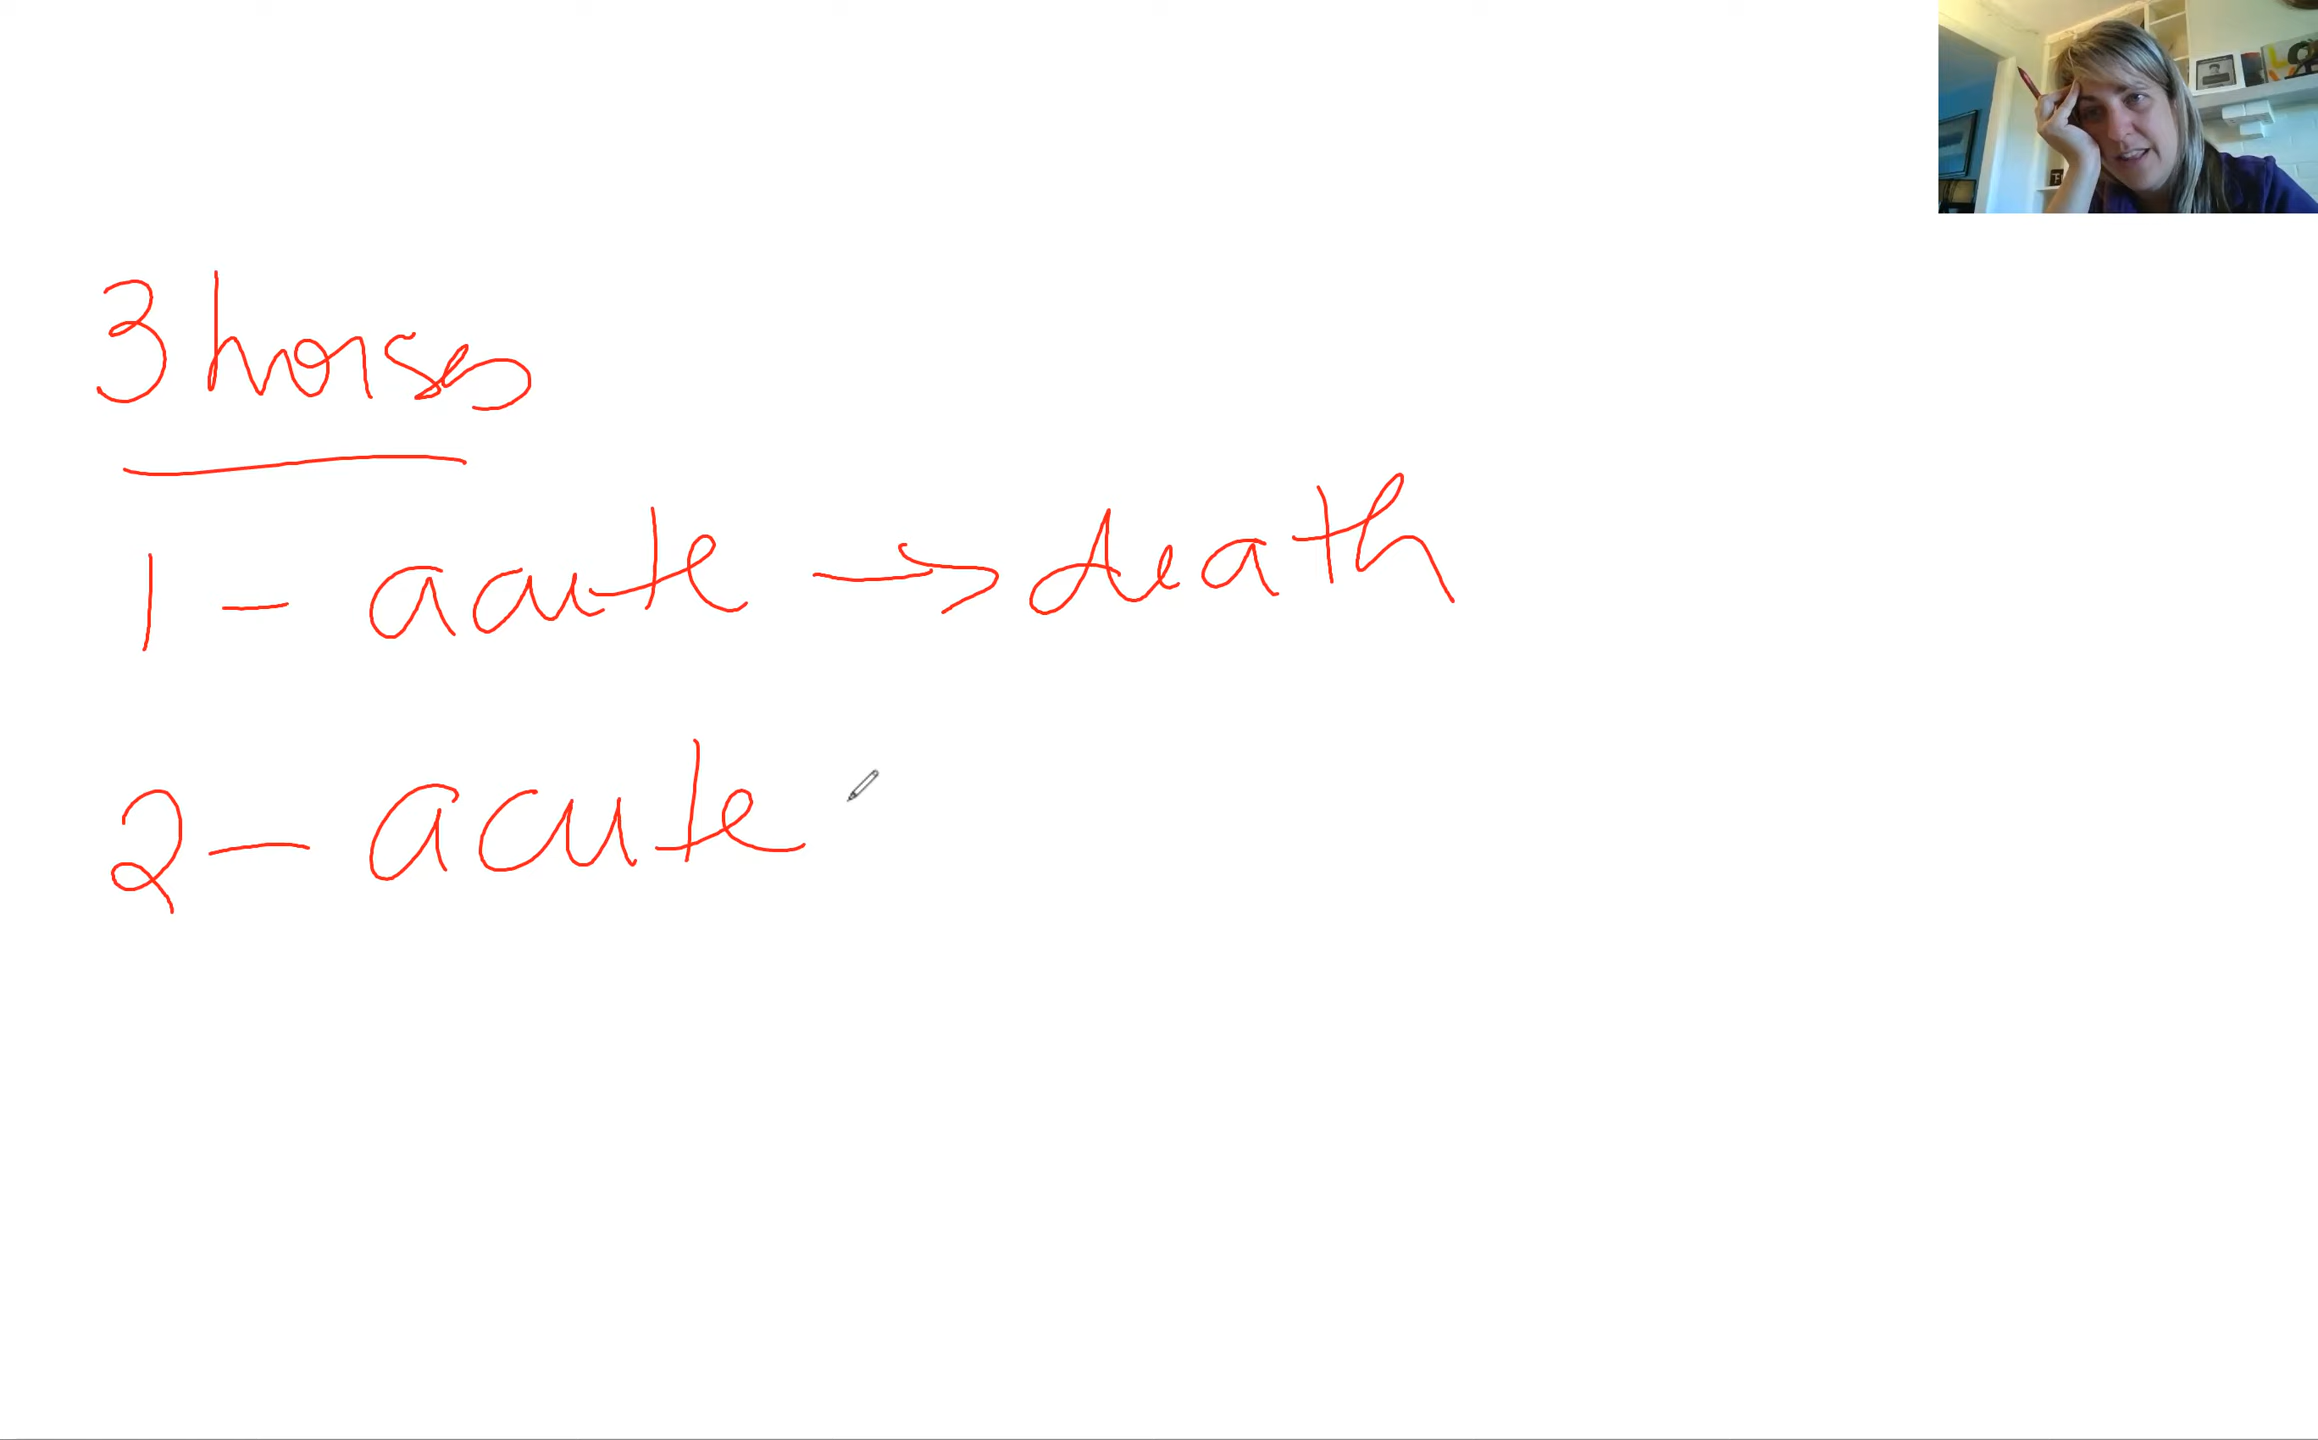 3 horses
1 - acute → death
2 - acute